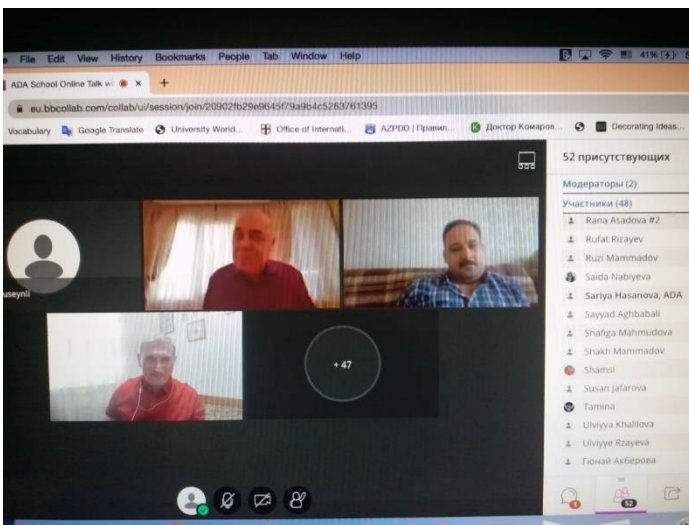 File Edit View History Bookmarks People Tab Window Help 41%
ADA School Online Talk wi
eu.bbcollab.com/collab/ui/session/join/20902fb29e9645f79a9b4c5263761395
Vocabulary Google Translate University World... Office of Internati... AZPDD | Правил... Доктор Комаров... Decorating Ideas...
52 присутствующих
Модераторы (2)
Участники (48)
Rana Asadova #2
Rufat Rizayev
Ruzi Mammadov
Saida Nabiyeva
Sariya Hasanova, ADA
Sayyad Aghbabali
Shafiga Mahmudova
Shakh Mammadov
Shamsi
Susan Jafarova
Tamina
Ulviyya Khalilova
Ulviyye Rzayeva
Гюнай Акберова
useynli
+ 47
1
52